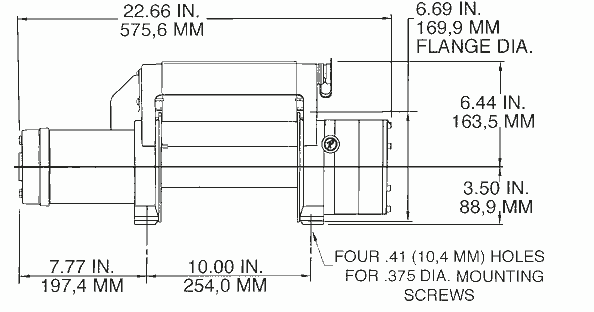 22.66 IN.
575,6 MM
6.69 IN.
169,9 MM
FLANGE DIA.
6.44 IN.
163,5 MM
3.50 IN.
88,9 MM
7.77 IN.
197,4 MM
10.00 IN.
254,0 MM
FOUR .41 (10,4 MM) HOLES
FOR .375 DIA. MOUNTING
SCREWS